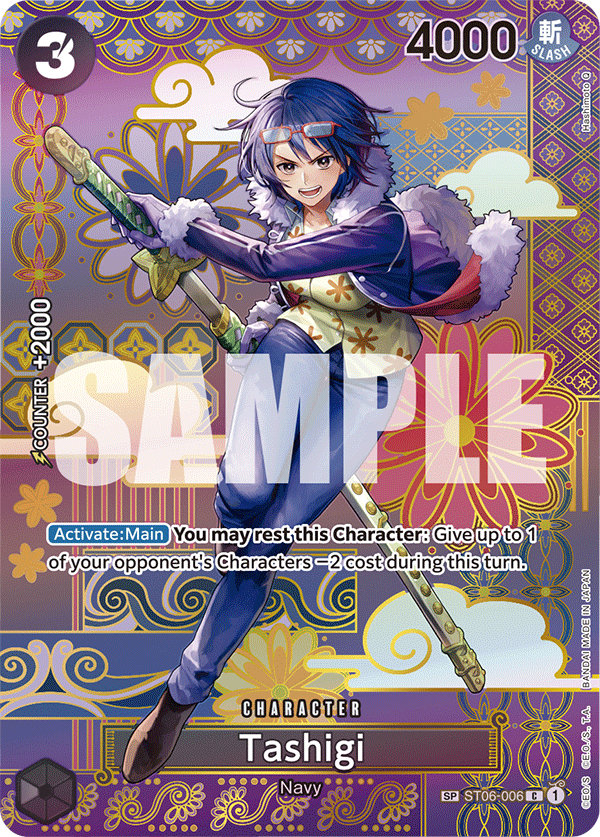 3
4000
斬
SLASH
Hashimoto Q
COUNTER +2000
SAMPLE
Activate:Main You may rest this Character: Give up to 1
of your opponent's Characters −2 cost during this turn.
CHARACTER
Tashigi
Navy
SP ST06-006 C 1
©E.O./S. ©E.O./S., T.A. BANDAI MADE IN JAPAN